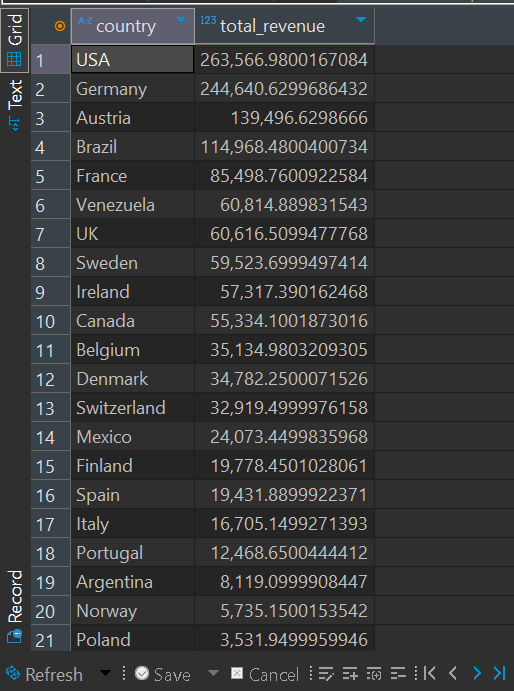 Grid
Text
Record
A-Z country 123 total_revenue
1 USA 263,566.9800167084
2 Germany 244,640.6299686432
3 Austria 139,496.6298666
4 Brazil 114,968.4800400734
5 France 85,498.7600922584
6 Venezuela 60,814.889831543
7 UK 60,616.5099477768
8 Sweden 59,523.6999497414
9 Ireland 57,317.390162468
10 Canada 55,334.1001873016
11 Belgium 35,134.9803209305
12 Denmark 34,782.2500071526
13 Switzerland 32,919.4999976158
14 Mexico 24,073.4499835968
15 Finland 19,778.4501028061
16 Spain 19,431.8899922371
17 Italy 16,705.1499271393
18 Portugal 12,468.6500444412
19 Argentina 8,119.0999908447
20 Norway 5,735.1500153542
21 Poland 3,531.9499959946
Refresh Save Cancel